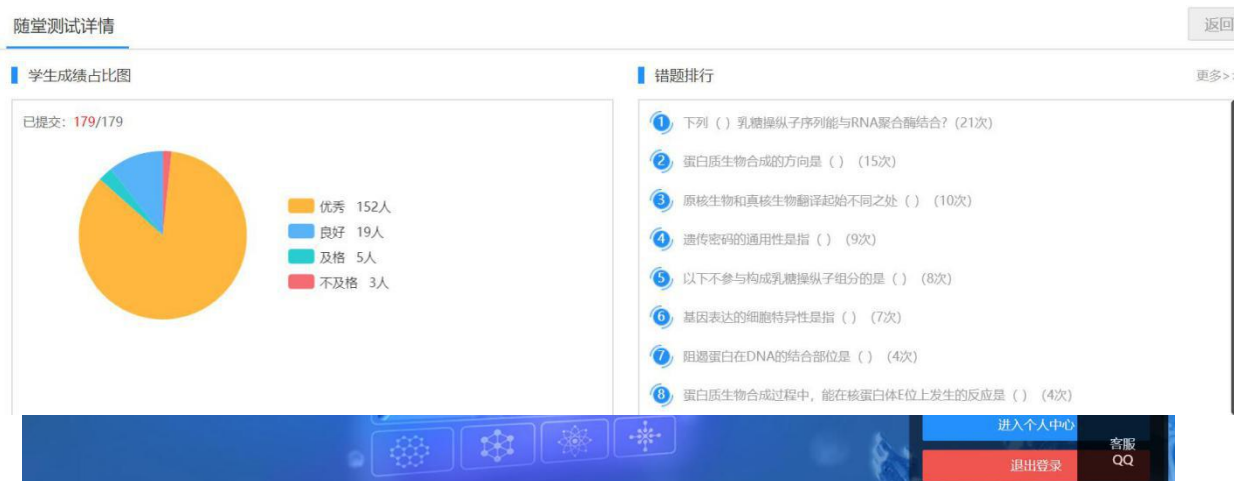 随堂测试详情
返回
学生成绩占比图
已提交：179/179
优秀 152人
良好 19人
及格 5人
不及格 3人
错题排行
更多>
1 下列（ ）乳糖操纵子序列能与RNA聚合酶结合？(21次)
2 蛋白质生物合成的方向是（ ） (15次)
3 原核生物和真核生物翻译起始不同之处（ ） (10次)
4 遗传密码的通用性是指（ ） (9次)
5 以下不参与构成乳糖操纵子组分的是（ ） (8次)
6 基因表达的细胞特异性是指（ ） (7次)
7 阻遏蛋白在DNA的结合部位是（ ） (4次)
8 蛋白质生物合成过程中，能在核蛋白体E位上发生的反应是（ ） (4次)
进入个人中心
退出登录
客服
QQ